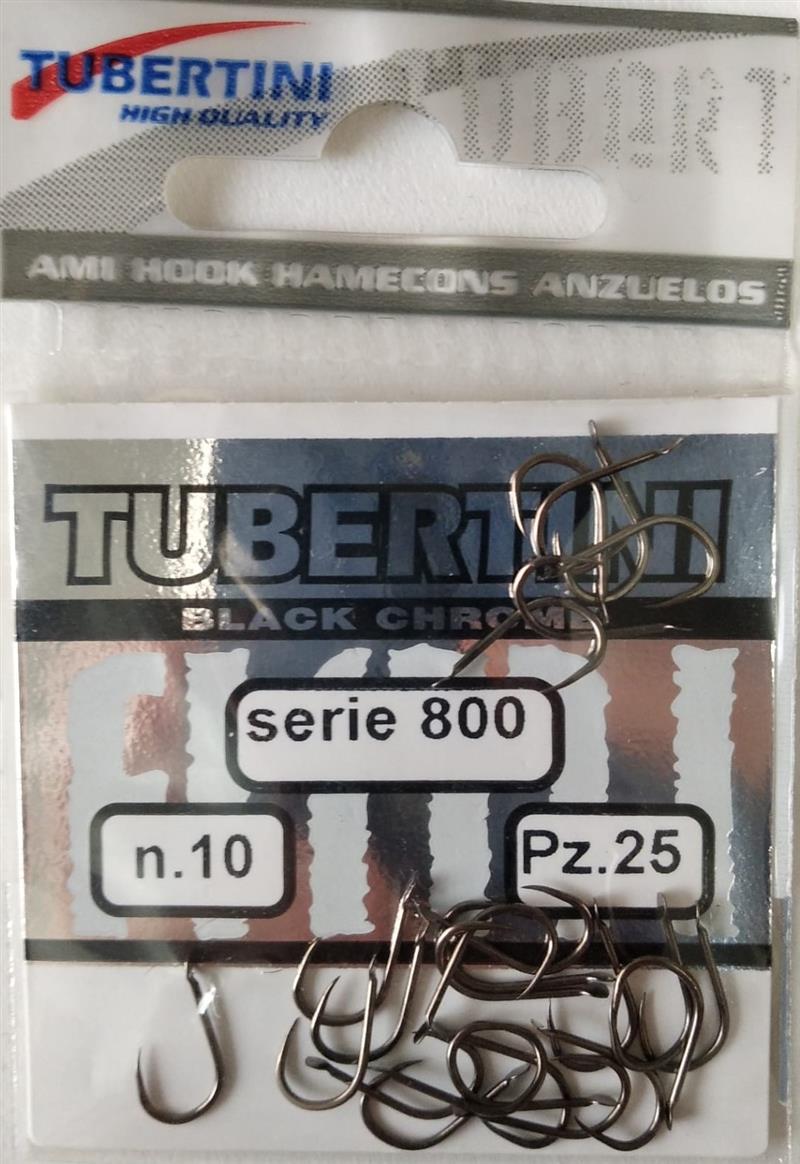 TUBERTINI
HIGH QUALITY
AMI HOOK HAMECONS ANZUELOS
TUBERTINI
BLACK CHROME
serie 800
n.10
Pz.25